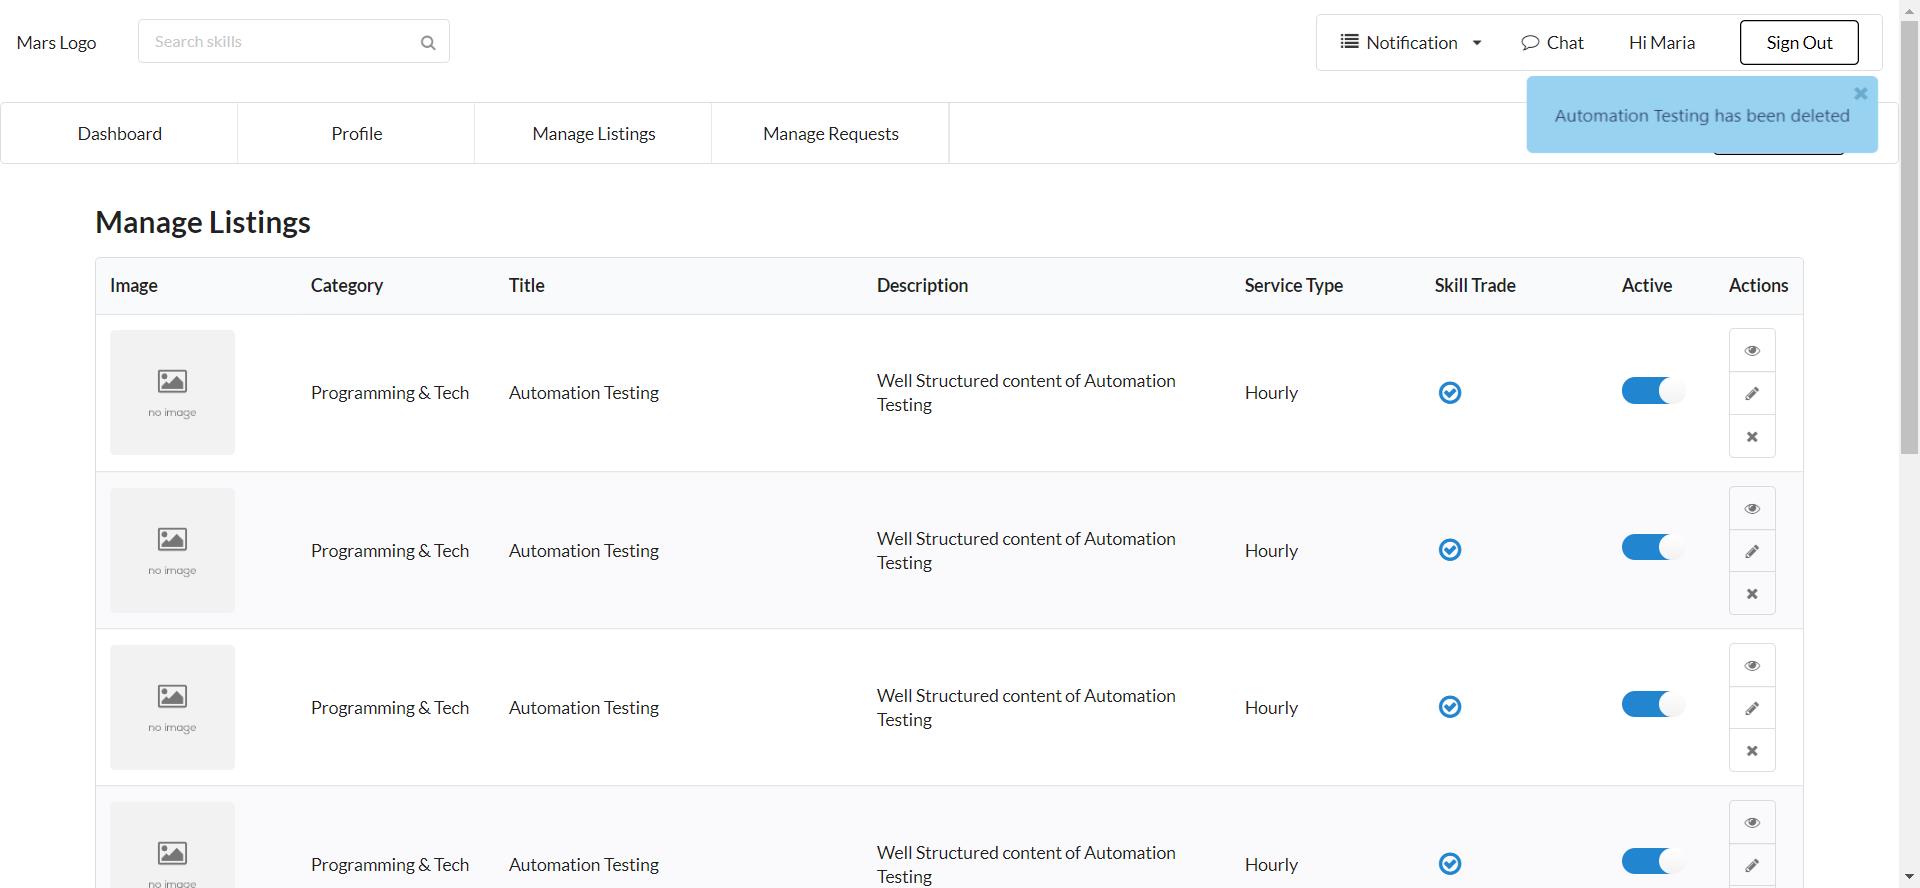 Mars Logo
Search skills
Notification
Chat
Hi Maria
Sign Out
Automation Testing has been deleted
Dashboard
Profile
Manage Listings
Manage Requests
Manage Listings
Image
Category
Title
Description
Service Type
Skill Trade
Active
Actions
no image
Programming & Tech
Automation Testing
Well Structured content of Automation
Testing
Hourly
no image
Programming & Tech
Automation Testing
Well Structured content of Automation
Testing
Hourly
no image
Programming & Tech
Automation Testing
Well Structured content of Automation
Testing
Hourly
no image
Programming & Tech
Automation Testing
Well Structured content of Automation
Testing
Hourly